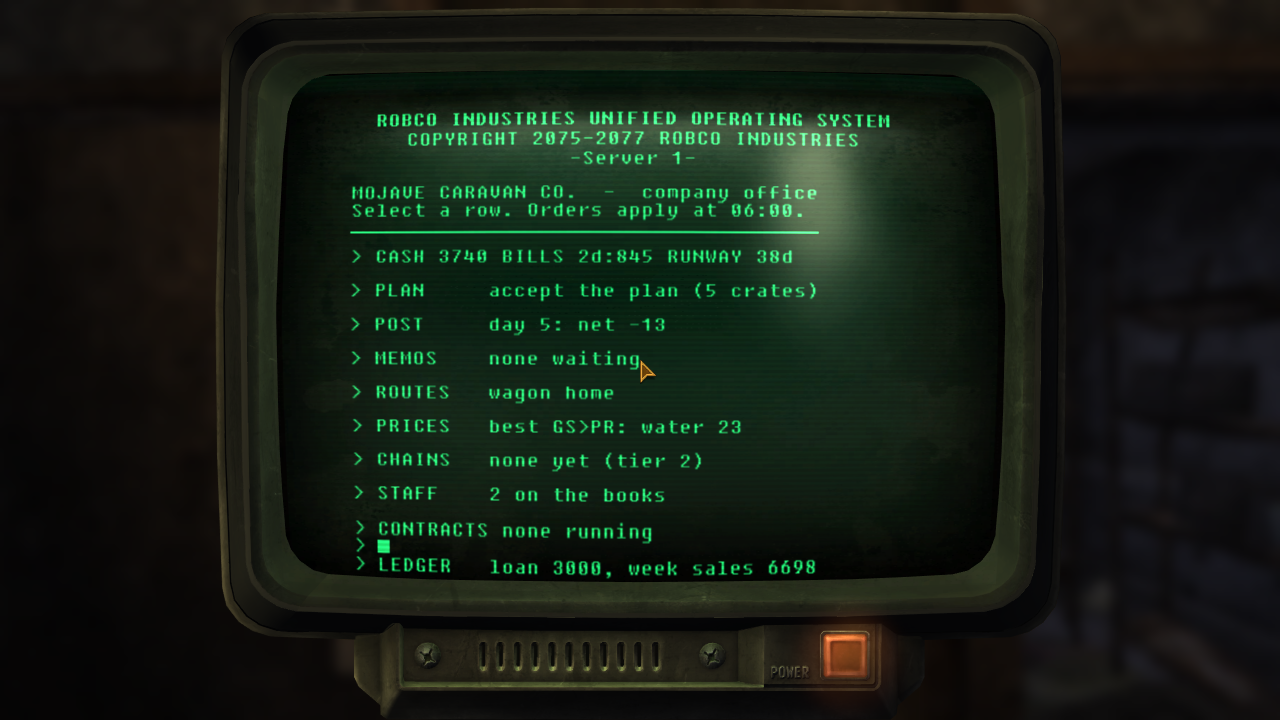 ROBCO INDUSTRIES UNIFIED OPERATING SYSTEM
COPYRIGHT 2075-2077 ROBCO INDUSTRIES
-Server 1-
MOJAVE CARAVAN CO.  -  company office
Select a row. Orders apply at 06:00.
> CASH 3740 BILLS 2d:845 RUNWAY 38d
> PLAN accept the plan (5 crates)
> POST day 5: net -13
> MEMOS none waiting
> ROUTES wagon home
> PRICES best GS>PR: water 23
> CHAINS none yet (tier 2)
> STAFF 2 on the books
> CONTRACTS none running
>
> LEDGER loan 3000, week sales 6698
POWER